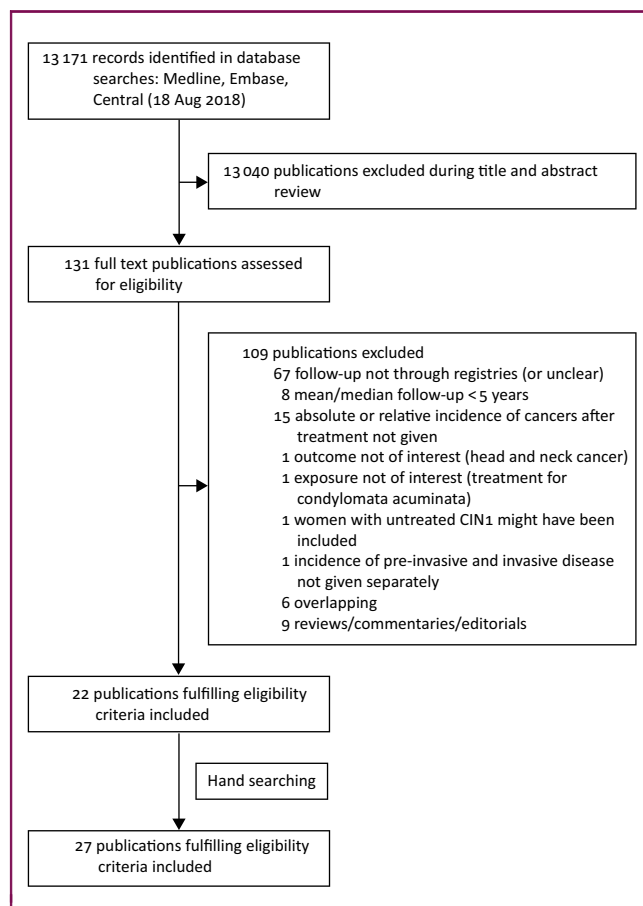 13 171 records identified in database
searches: Medline, Embase,
Central (18 Aug 2018)
13 040 publications excluded during title and abstract
review
131 full text publications assessed
for eligibility
109 publications excluded
67 follow-up not through registries (or unclear)
8 mean/median follow-up <5 years
15 absolute or relative incidence of cancers after
treatment not given
1 outcome not of interest (head and neck cancer)
1 exposure not of interest (treatment for
condylomata acuminata)
1 women with untreated CIN1 might have been
included
1 incidence of pre-invasive and invasive disease
not given separately
6 overlapping
9 reviews/commentaries/editorials
22 publications fulfilling eligibility
criteria included
Hand searching
27 publications fulfilling eligibility
criteria included